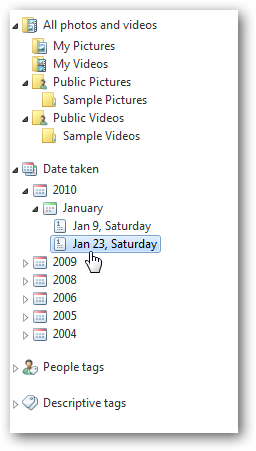 All photos and videos
My Pictures
My Videos
Public Pictures
Sample Pictures
Public Videos
Sample Videos
Date taken
2010
January
Jan 9, Saturday
Jan 23, Saturday
2009
2008
2006
2005
2004
People tags
Descriptive tags